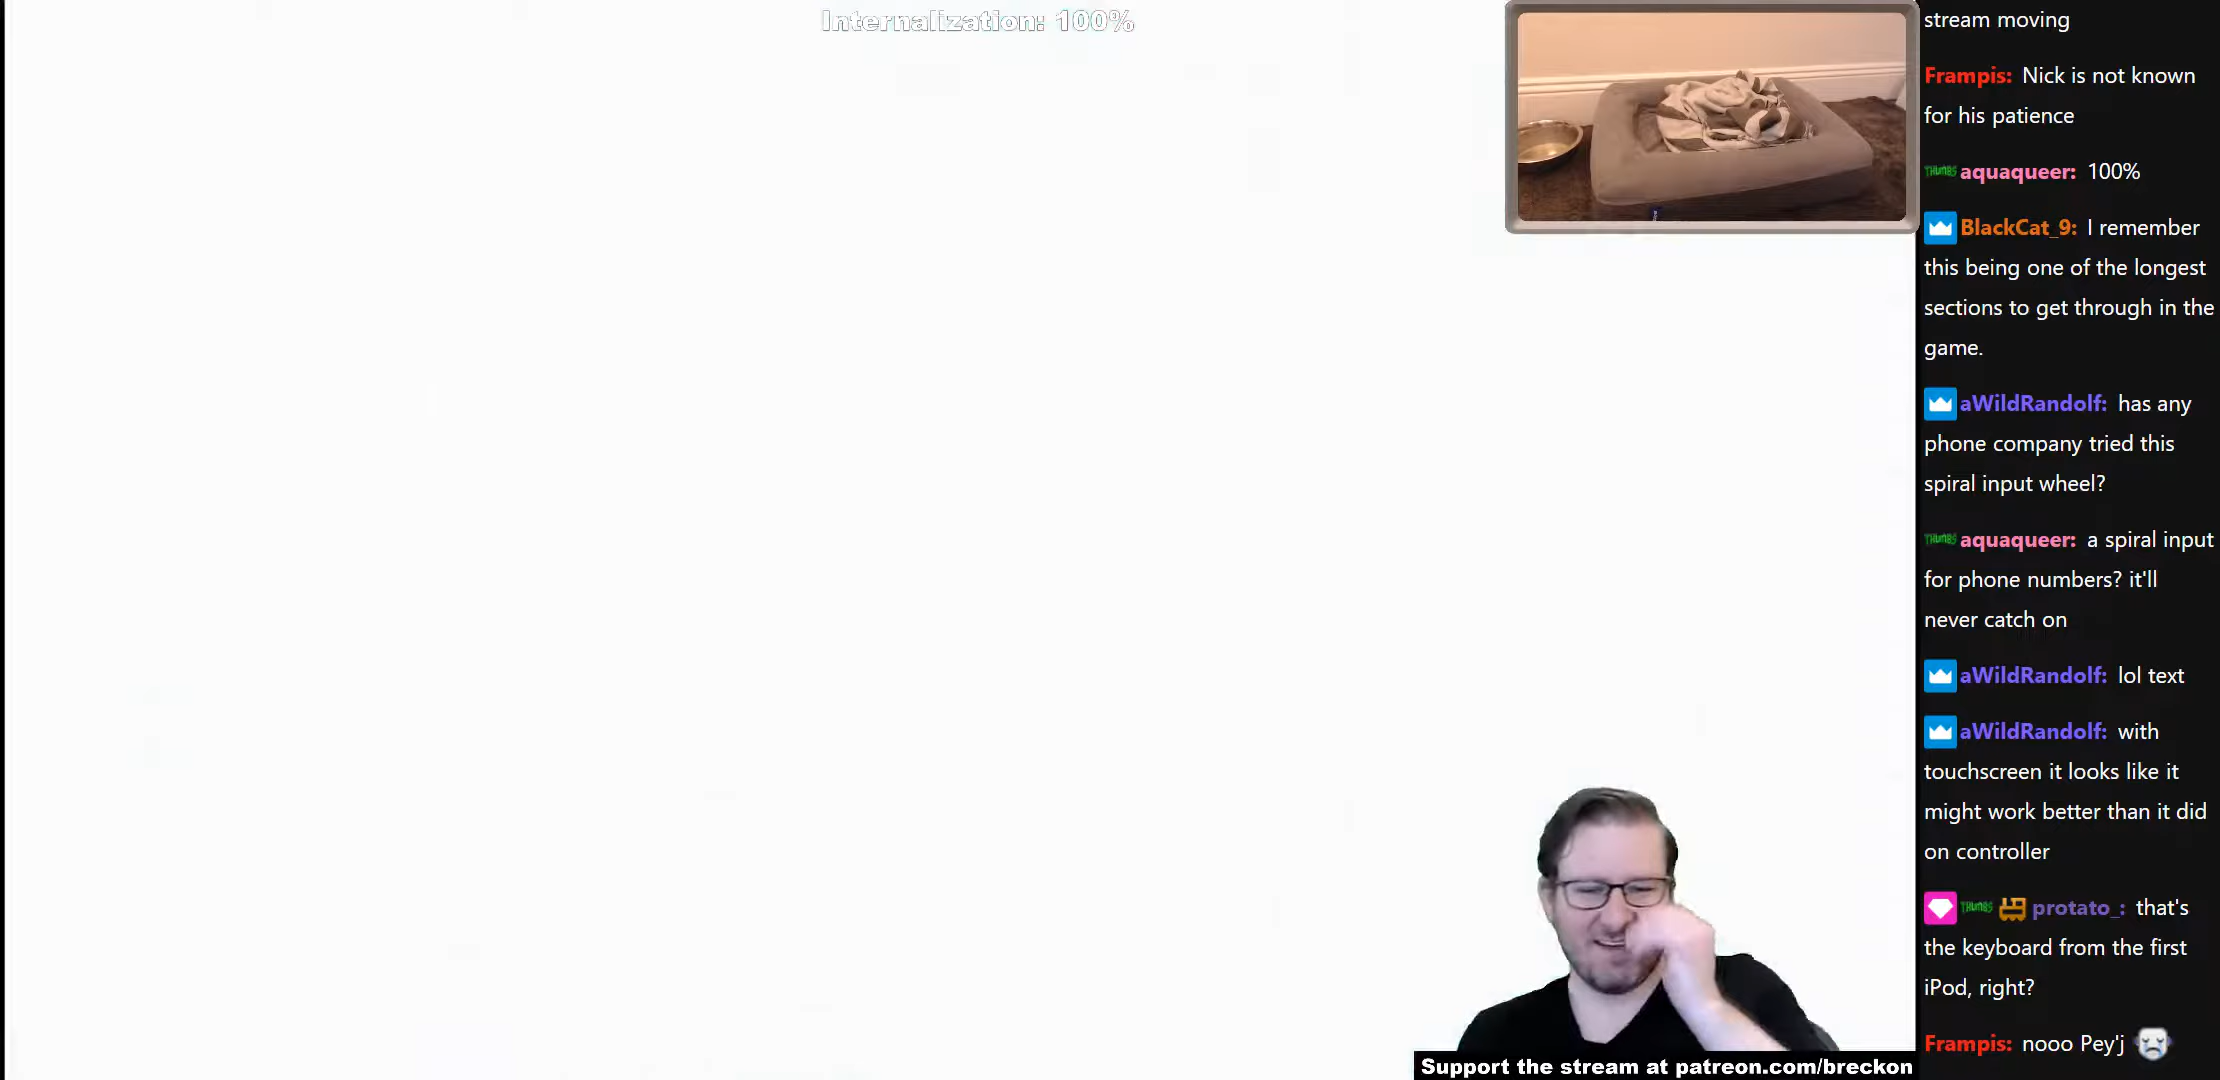 Internalization: 100%
stream moving
Frampis: Nick is not known
for his patience
THUMBS aquaqueer: 100%
BlackCat_9: I remember
this being one of the longest
sections to get through in the
game.
aWildRandolf: has any
phone company tried this
spiral input wheel?
THUMBS aquaqueer: a spiral input
for phone numbers? it'll
never catch on
aWildRandolf: lol text
aWildRandolf: with
touchscreen it looks like it
might work better than it did
on controller
THUMBS protato_: that's
the keyboard from the first
iPod, right?
Frampis: nooo Pey'j
Support the stream at patreon.com/breckon